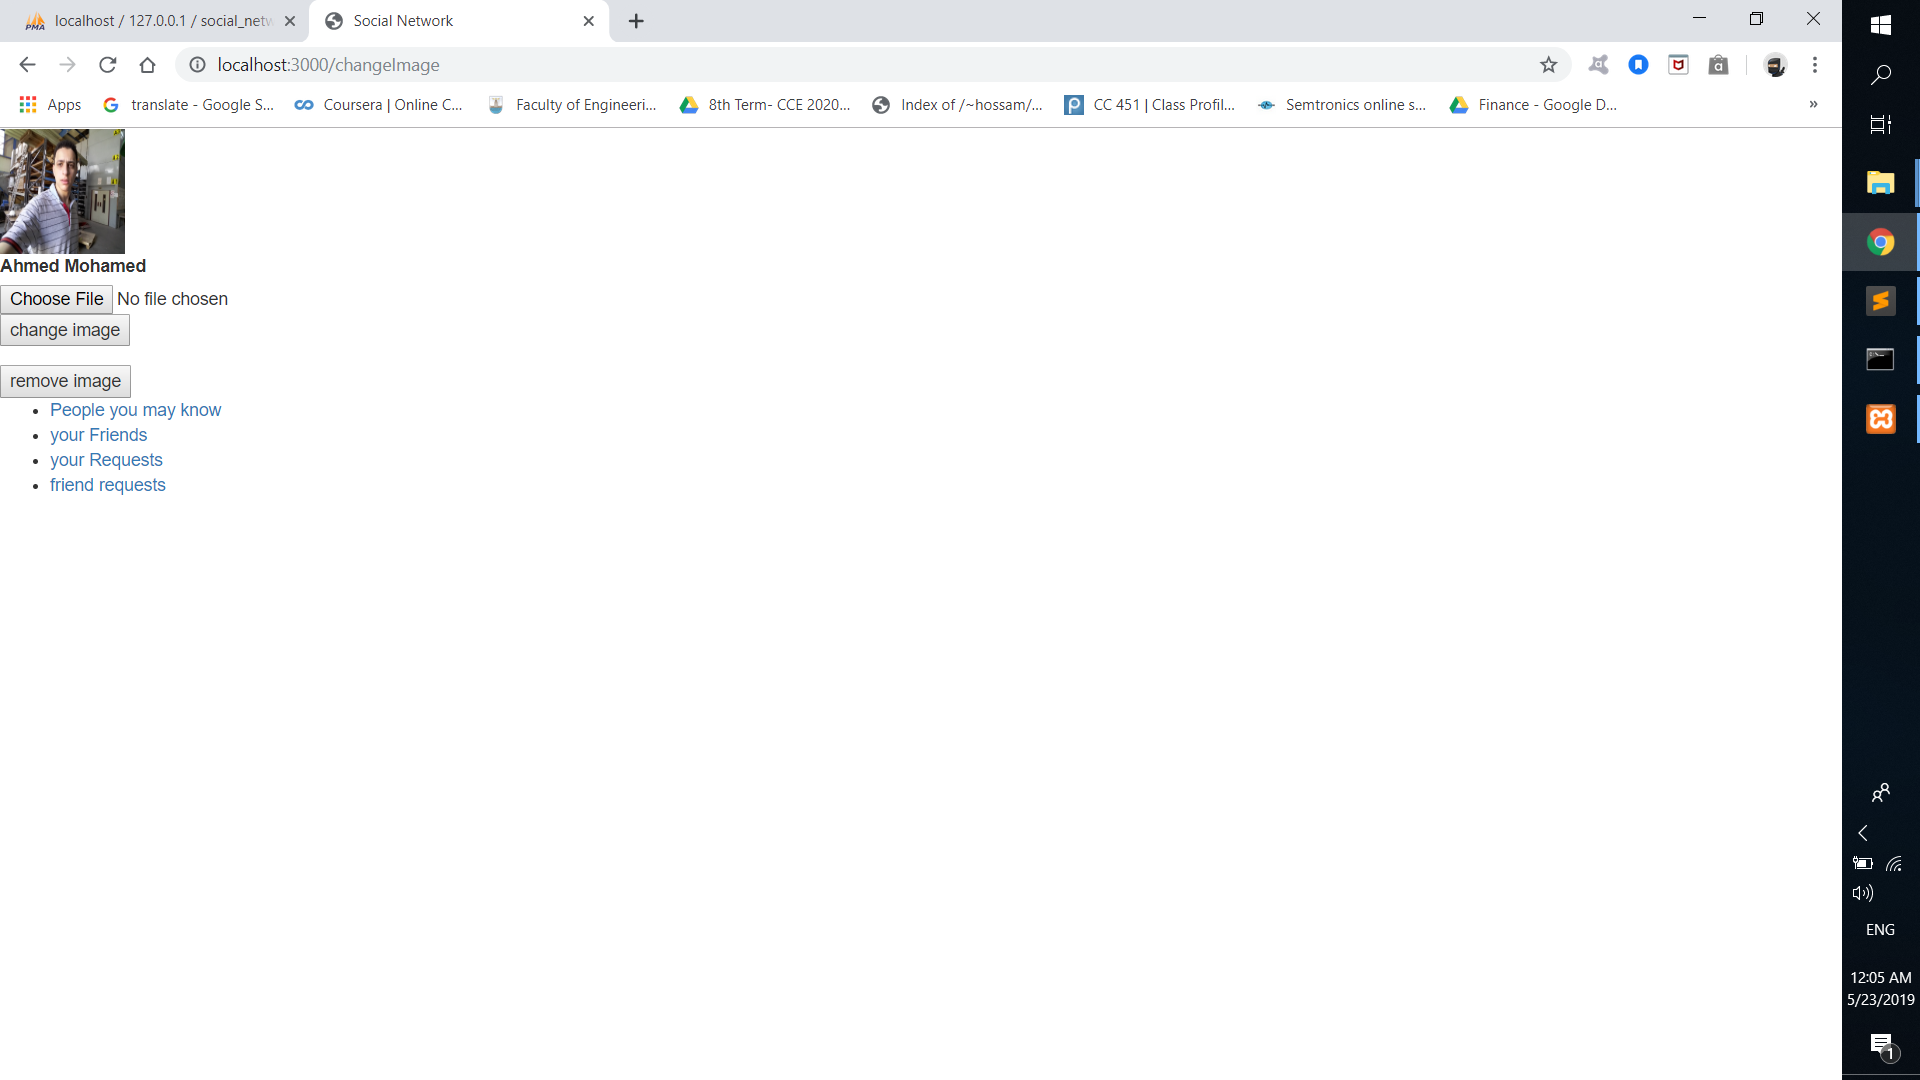 localhost / 127.0.0.1 / social_netw
Social Network
localhost:3000/changeImage
Apps
translate - Google S...
Coursera | Online C...
Faculty of Engineeri...
8th Term- CCE 2020...
Index of /~hossam/...
CC 451 | Class Profil...
Semtronics online s...
Finance - Google D...
»
Ahmed Mohamed
Choose File No file chosen
change image
remove image
People you may know
your Friends
your Requests
friend requests
ENG
12:05 AM
5/23/2019
1